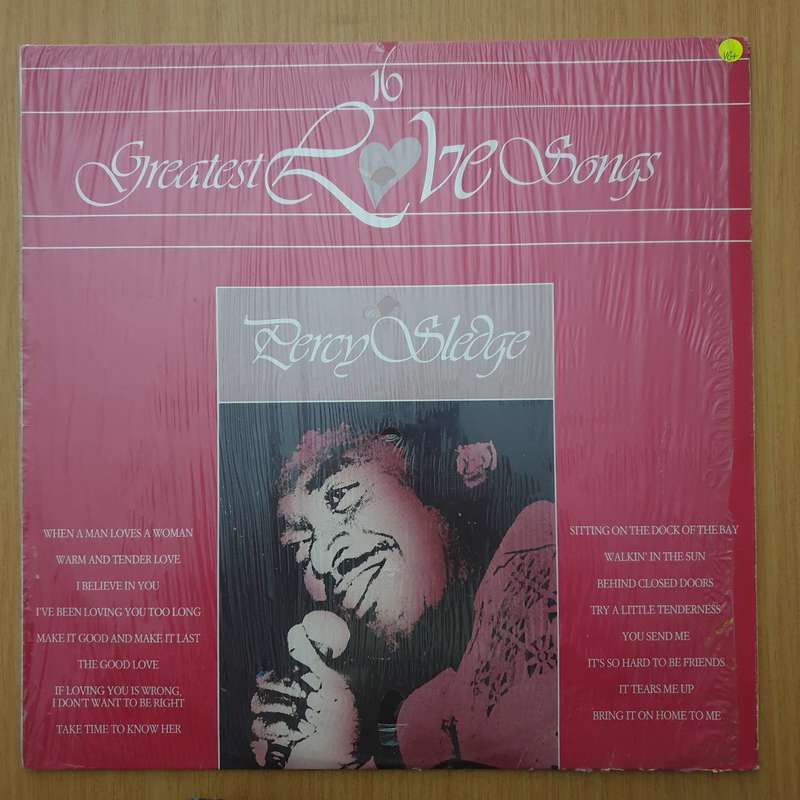 16
Greatest Love Songs
Percy Sledge
WHEN A MAN LOVES A WOMAN
WARM AND TENDER LOVE
I BELIEVE IN YOU
I'VE BEEN LOVING YOU TOO LONG
MAKE IT GOOD AND MAKE IT LAST
THE GOOD LOVE
IF LOVING YOU IS WRONG,
I DON'T WANT TO BE RIGHT
TAKE TIME TO KNOW HER
SITTING ON THE DOCK OF THE BAY
WALKIN' IN THE SUN
BEHIND CLOSED DOORS
TRY A LITTLE TENDERNESS
YOU SEND ME
IT'S SO HARD TO BE FRIENDS
IT TEARS ME UP
BRING IT ON HOME TO ME